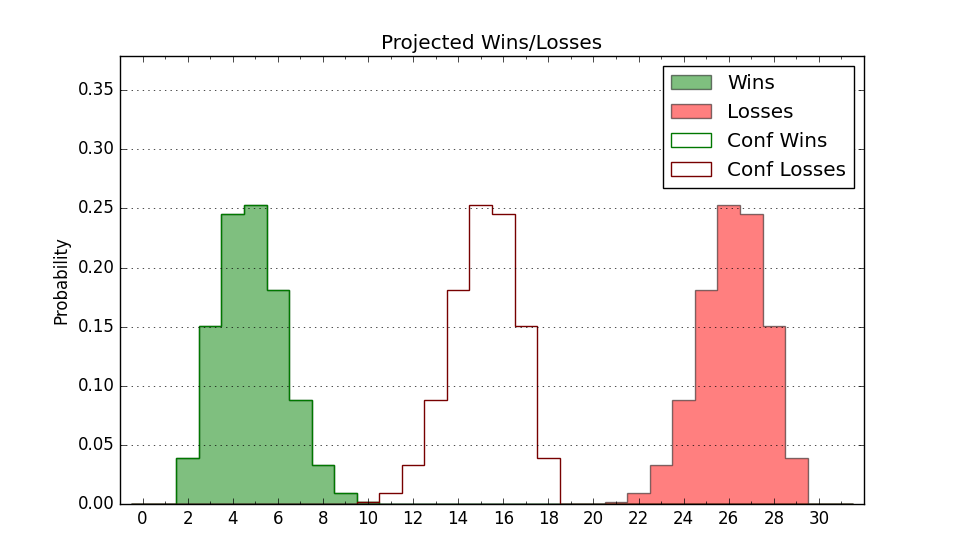 Projected Wins/Losses
Probability
0.35
0.30
0.25
0.20
0.15
0.10
0.05
0.00
0 2 4 6 8 10 12 14 16 18 20 22 24 26 28 30
Wins
Losses
Conf Wins
Conf Losses